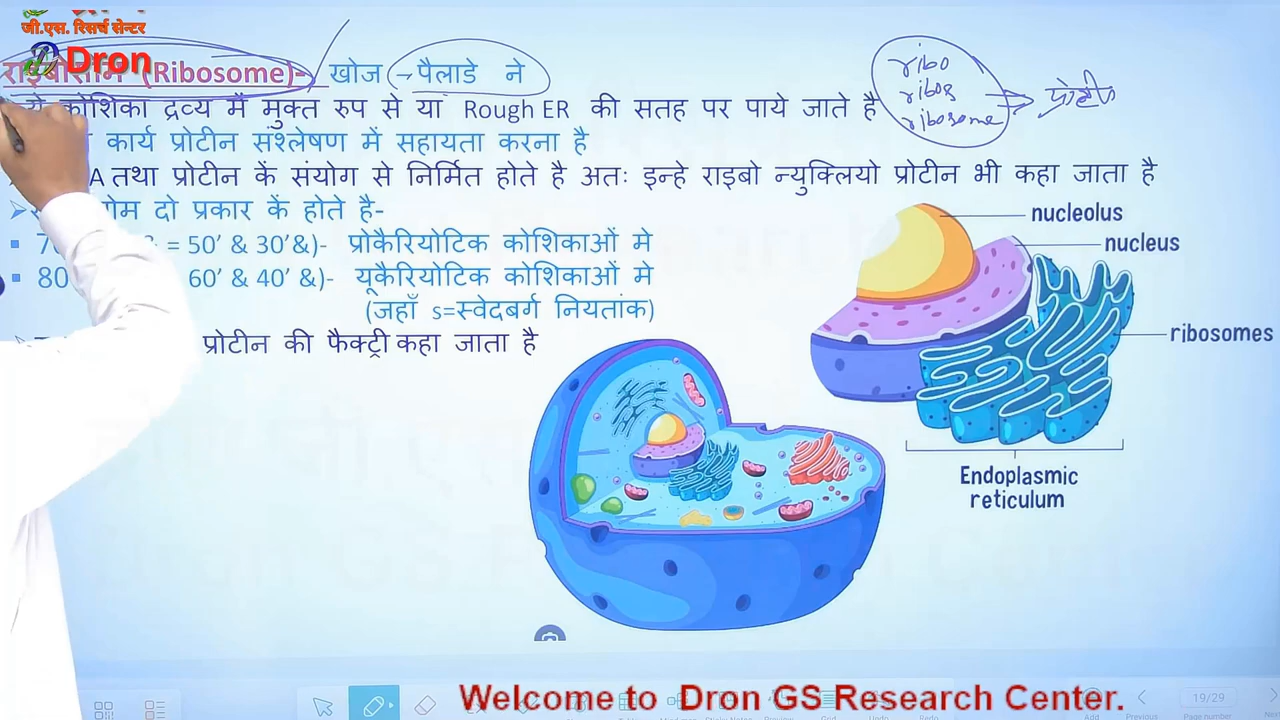 जी.एस. रिसर्च सेन्टर
Dron
(Ribosome)- खोज - पैलाडे ने
ribo
ribos
ribosome
कोशिका द्रव्य में मुक्त रुप से या Rough ER की सतह पर पाये जाते है
कार्य प्रोटीन संश्लेषण में सहायता करना है
A तथा प्रोटीन कें संयोग से निर्मित होते है अतः इन्हे राइबो न्युक्लियो प्रोटीन भी कहा जाता है
दो प्रकार कें होते है-
= 50' & 30'&)- प्रोकैरियोटिक कोशिकाओं मे
80 60' & 40' &)- यूकैरियोटिक कोशिकाओं मे
(जहाँ s=स्वेदबर्ग नियतांक)
प्रोटीन की फैक्ट्री कहा जाता है
nucleolus
nucleus
ribosomes
Endoplasmic
reticulum
Welcome to Dron GS Research Center.
19/29